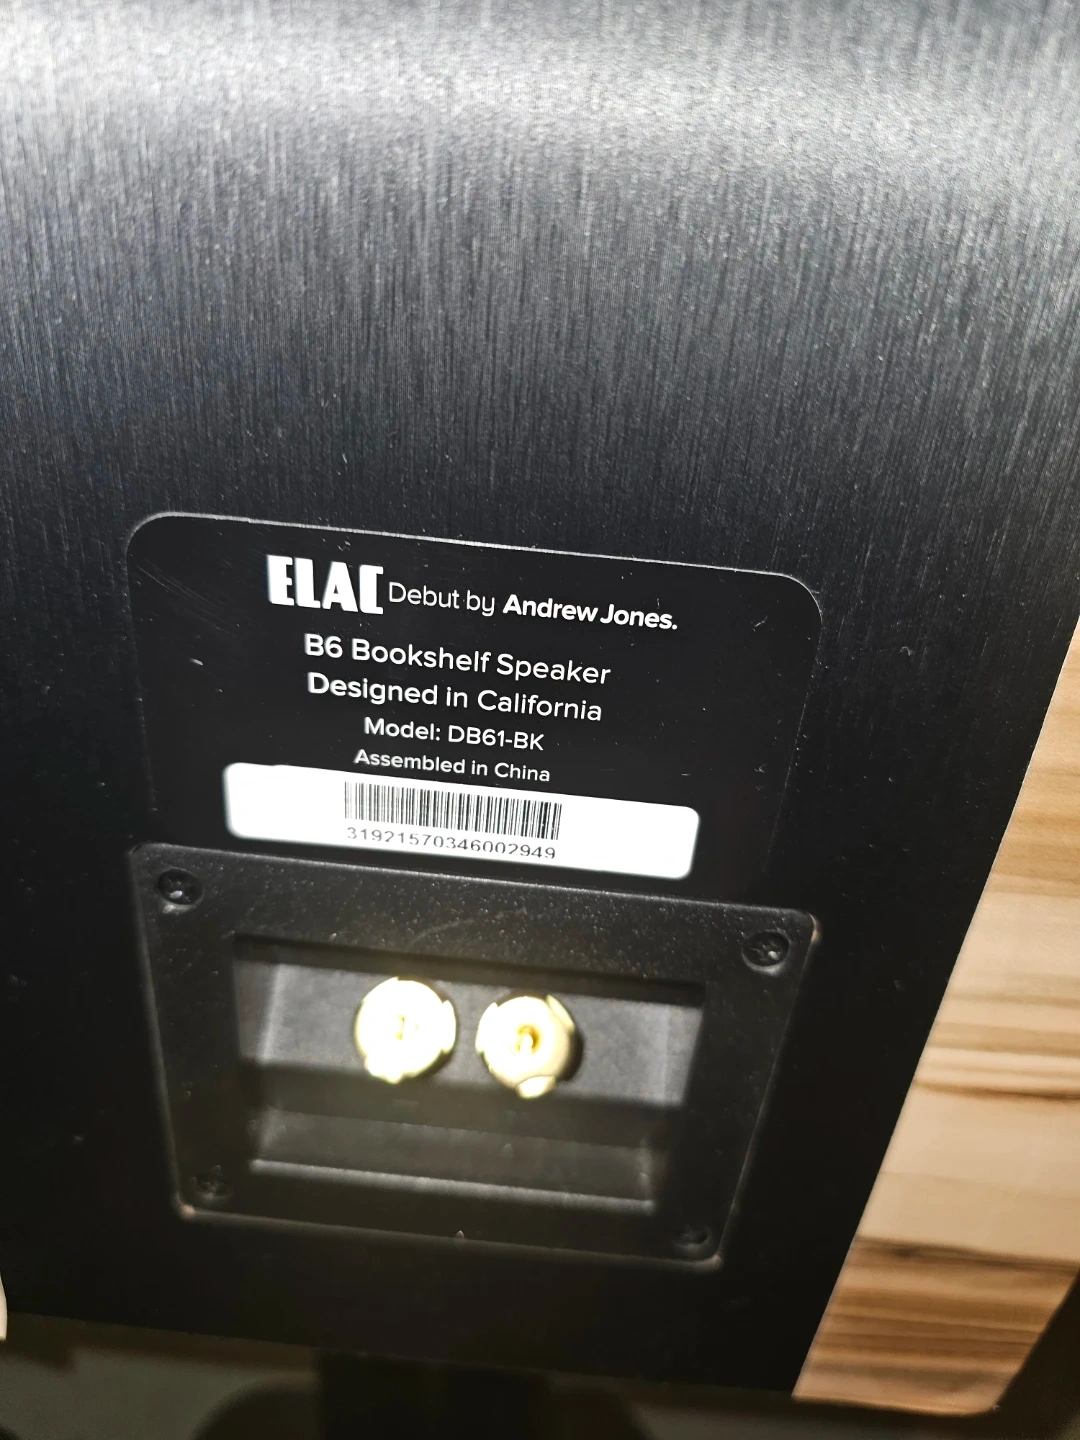 ELAC Debut by Andrew Jones.
B6 Bookshelf Speaker
Designed in California
Model: DB61-BK
Assembled in China
31921570346002949